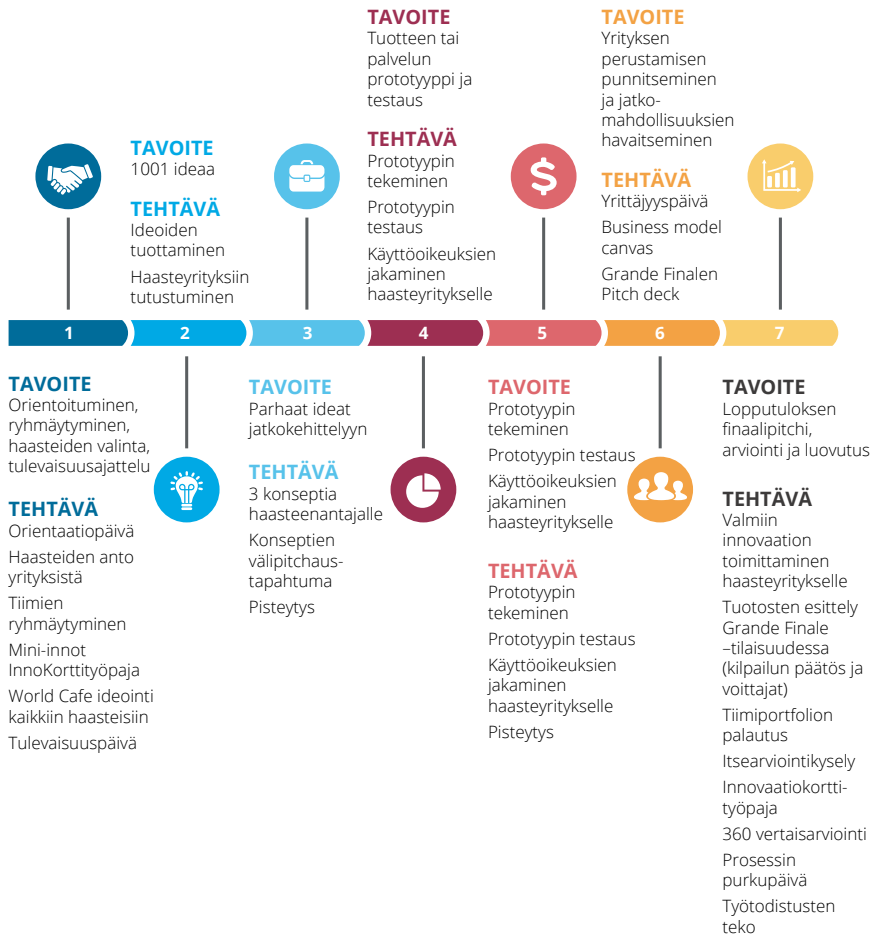 TAVOITE
Orientoituminen,
ryhmäytyminen,
haasteiden valinta,
tulevaisuusajattelu
TEHTÄVÄ
Orientaatiopäivä
Haasteiden anto
yrityksistä
Tiimien
ryhmäytyminen
Mini-innot
InnoKorttityöpaja
World Cafe ideointi
kaikkiin haasteisiin
Tulevaisuuspäivä
1
TAVOITE
1001 ideaa
TEHTÄVÄ
Ideoiden
tuottaminen
Haasteyrityksiin
tutustuminen
2
3
TAVOITE
Parhaat ideat
jatkokehittelyyn
TEHTÄVÄ
3 konseptia
haasteenantajalle
Konseptien
välipitchaus-
tapahtuma
Pisteytys
TAVOITE
Tuotteen tai
palvelun
prototyyppi ja
testaus
TEHTÄVÄ
Prototyypin
tekeminen
Prototyypin
testaus
Käyttöoikeuksien
jakaminen
haasteyritykselle
4
$
5
TAVOITE
Prototyypin
tekeminen
Prototyypin testaus
Käyttöoikeuksien
jakaminen
haasteyritykselle
TEHTÄVÄ
Prototyypin
tekeminen
Prototyypin testaus
Käyttöoikeuksien
jakaminen
haasteyritykselle
Pisteytys
TAVOITE
Yrityksen
perustamisen
punnitseminen
ja jatko-
mahdollisuuksien
havaitseminen
TEHTÄVÄ
Yrittäjyyspäivä
Business model
canvas
Grande Finalen
Pitch deck
6
7
TAVOITE
Lopputuloksen
finaalipitchi,
arviointi ja luovutus
TEHTÄVÄ
Valmiin
innovaation
toimittaminen
haasteyritykselle
Tuotosten esittely
Grande Finale
–tilaisuudessa
(kilpailun päätös ja
voittajat)
Tiimiportfolion
palautus
Itsearviointikysely
Innovaatiokortti-
työpaja
360 vertaisarviointi
Prosessin
purkupäivä
Työtodistusten
teko